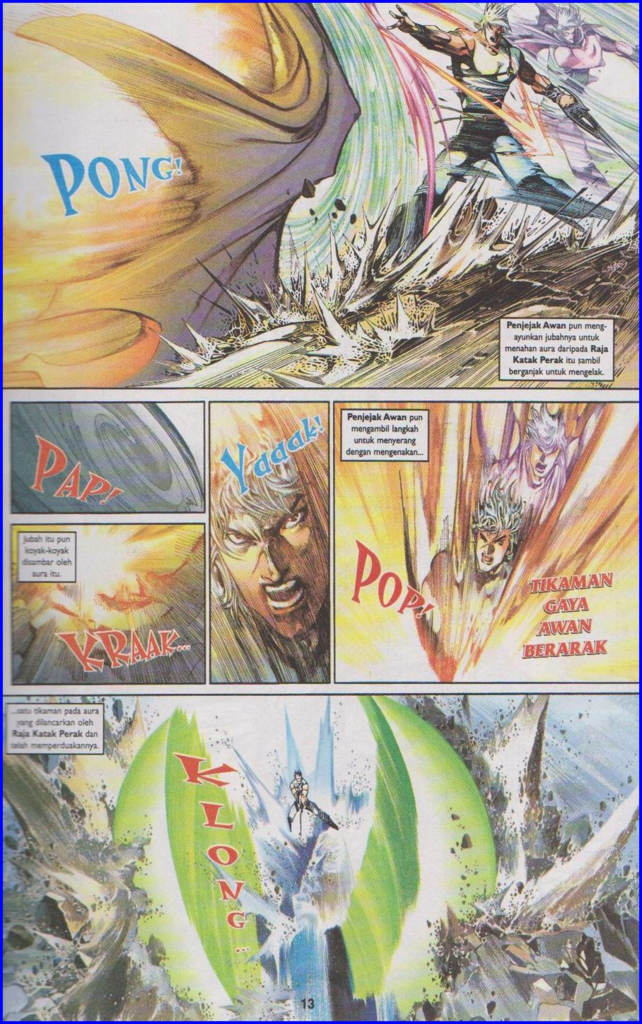 PONG!
Penjejak Awan pun meng-
ayunkan jubahnya untuk
menahan aura daripada Raja
Katak Perak itu sambil
berganjak untuk mengelak.
PAP!
Jubah itu pun
koyak-koyak
disambar oleh
aura itu.
KRAAK...
Yaaak!
Penjejak Awan pun
mengambil langkah
untuk menyerang
dengan mengenakan...
POP!
TIKAMAN
GAYA
AWAN
BERARAK
...satu tikaman pada aura
yang dilancarkan oleh
Raja Katak Perak dan
telah memperduakannya.
KLONG...
13